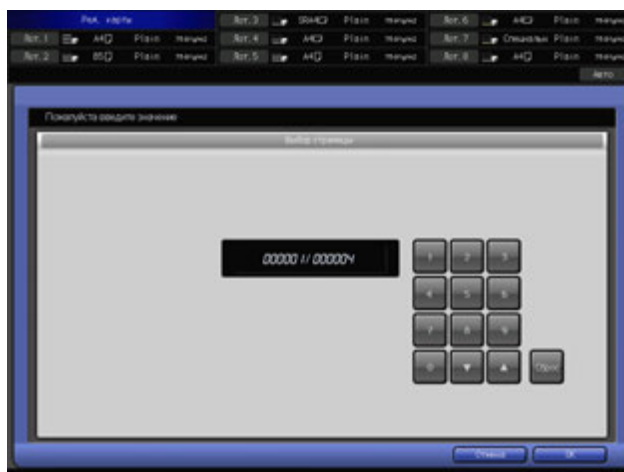 Реж. карты
Лот.3 SRA4 Plain
Лот.6 A4 Plain
Лот.1 A4 Plain
Лот.4 A4 Plain
Лот.7 Plain
Лот.2 B5 Plain
Лот.5 A4 Plain
Лот.8 A4 Plain
Авто
Пожалуйста введите значение
Выбор страницы
000001/ 000004
1 2 3
4 5 6
7 8 9
0 ▼ ▲ Сброс
Отмена OK